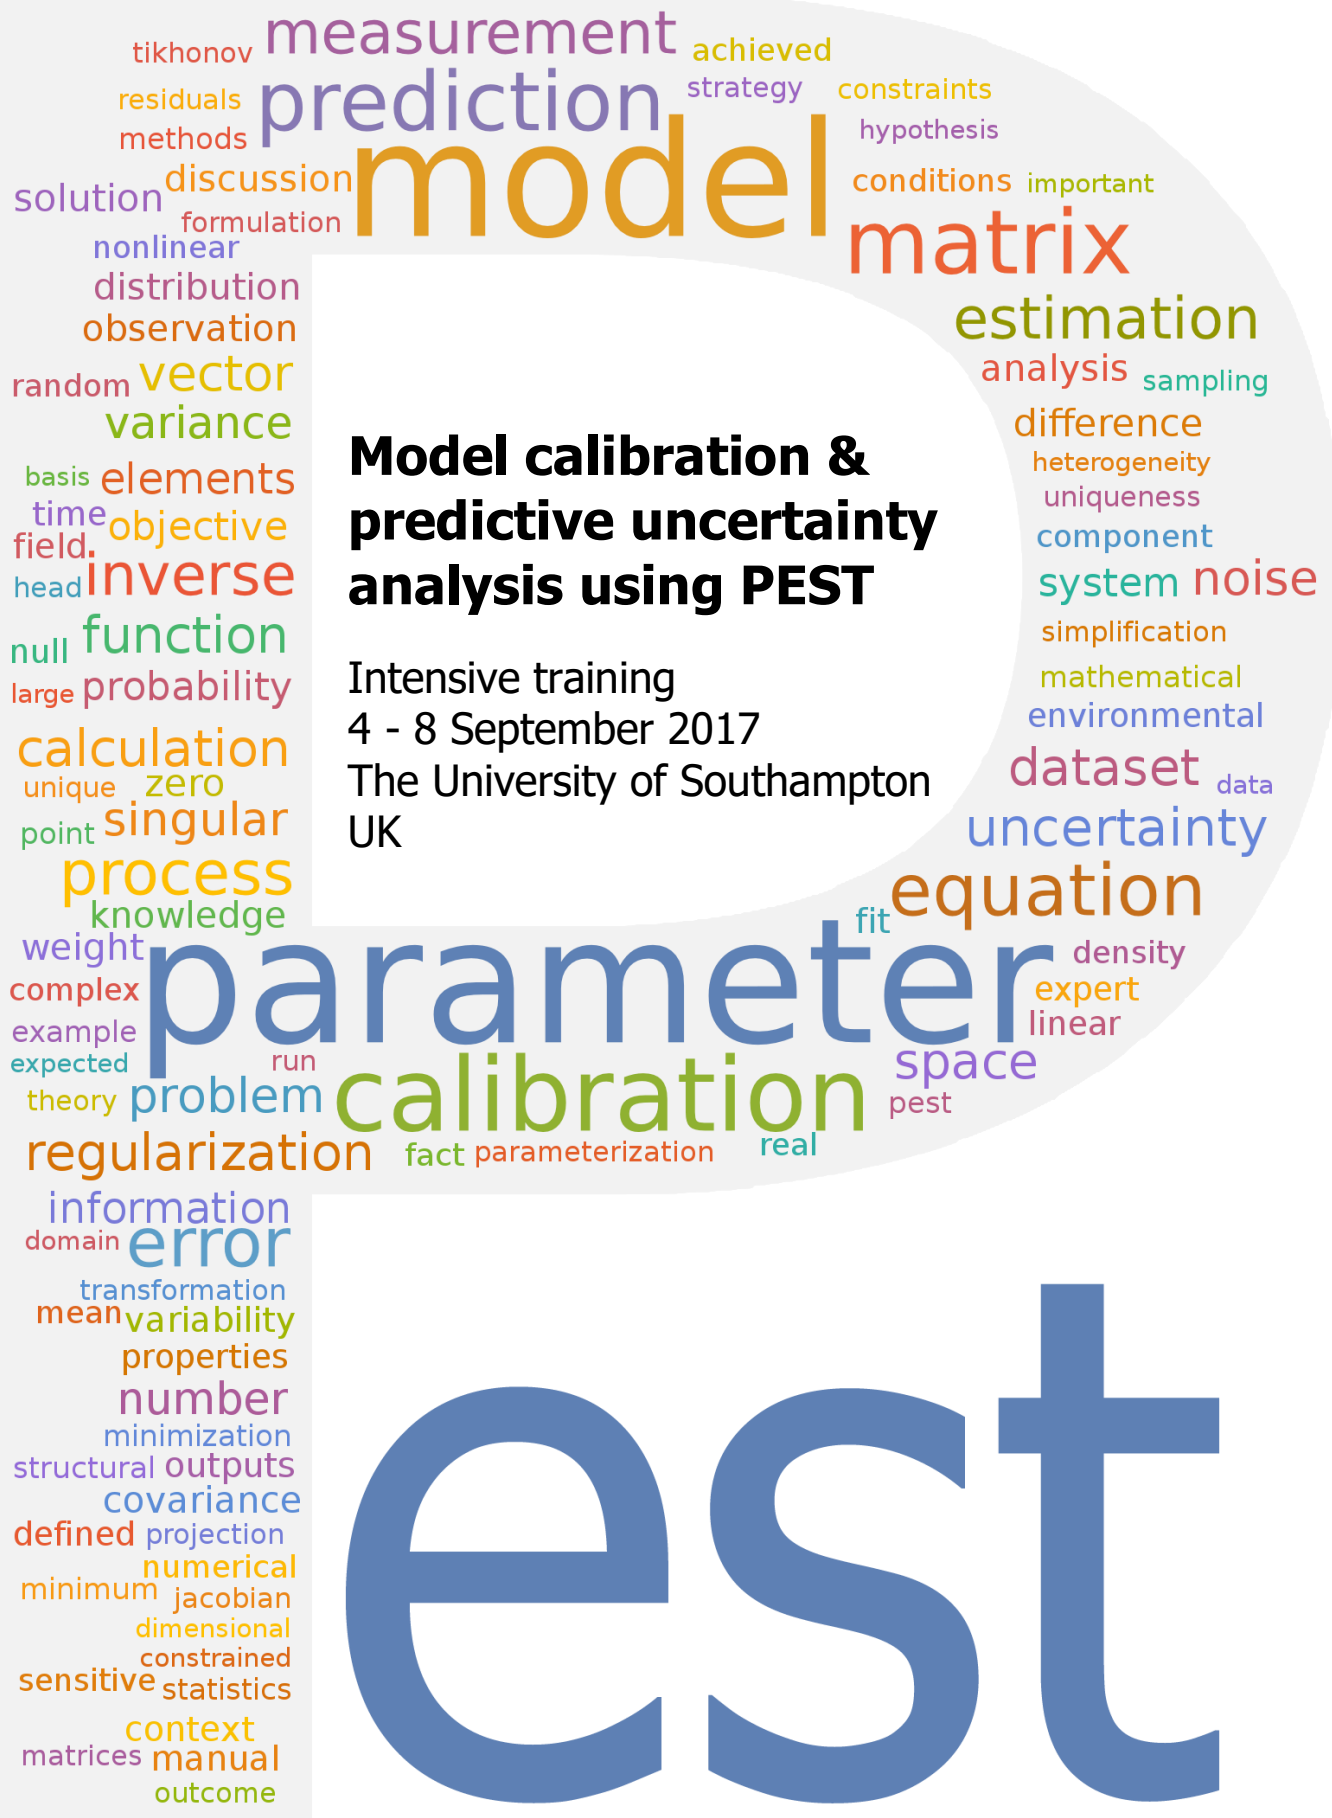 measurement
tikhonov
achieved
prediction
strategy
constraints
residuals
hypothesis
methods
model
discussion
conditions
important
solution
formulation
matrix
nonlinear
distribution
estimation
observation
vector
analysis
sampling
random
variance
difference
Model calibration &
predictive uncertainty
analysis using PEST
Intensive training
4 - 8 September 2017
The University of Southampton
UK
heterogeneity
basis
elements
uniqueness
time
objective
component
field
inverse
system
noise
head
function
simplification
null
mathematical
large
probability
environmental
calculation
dataset
unique
zero
data
singular
point
uncertainty
process
equation
knowledge
fit
weight
parameter
density
complex
expert
example
linear
expected
run
space
theory
problem
calibration
pest
regularization
fact
parameterization
real
information
domain
error
transformation
mean
variability
properties
number
minimization
structural
outputs
covariance
defined
projection
numerical
minimum
jacobian
dimensional
constrained
sensitive
statistics
context
matrices
manual
outcome
est